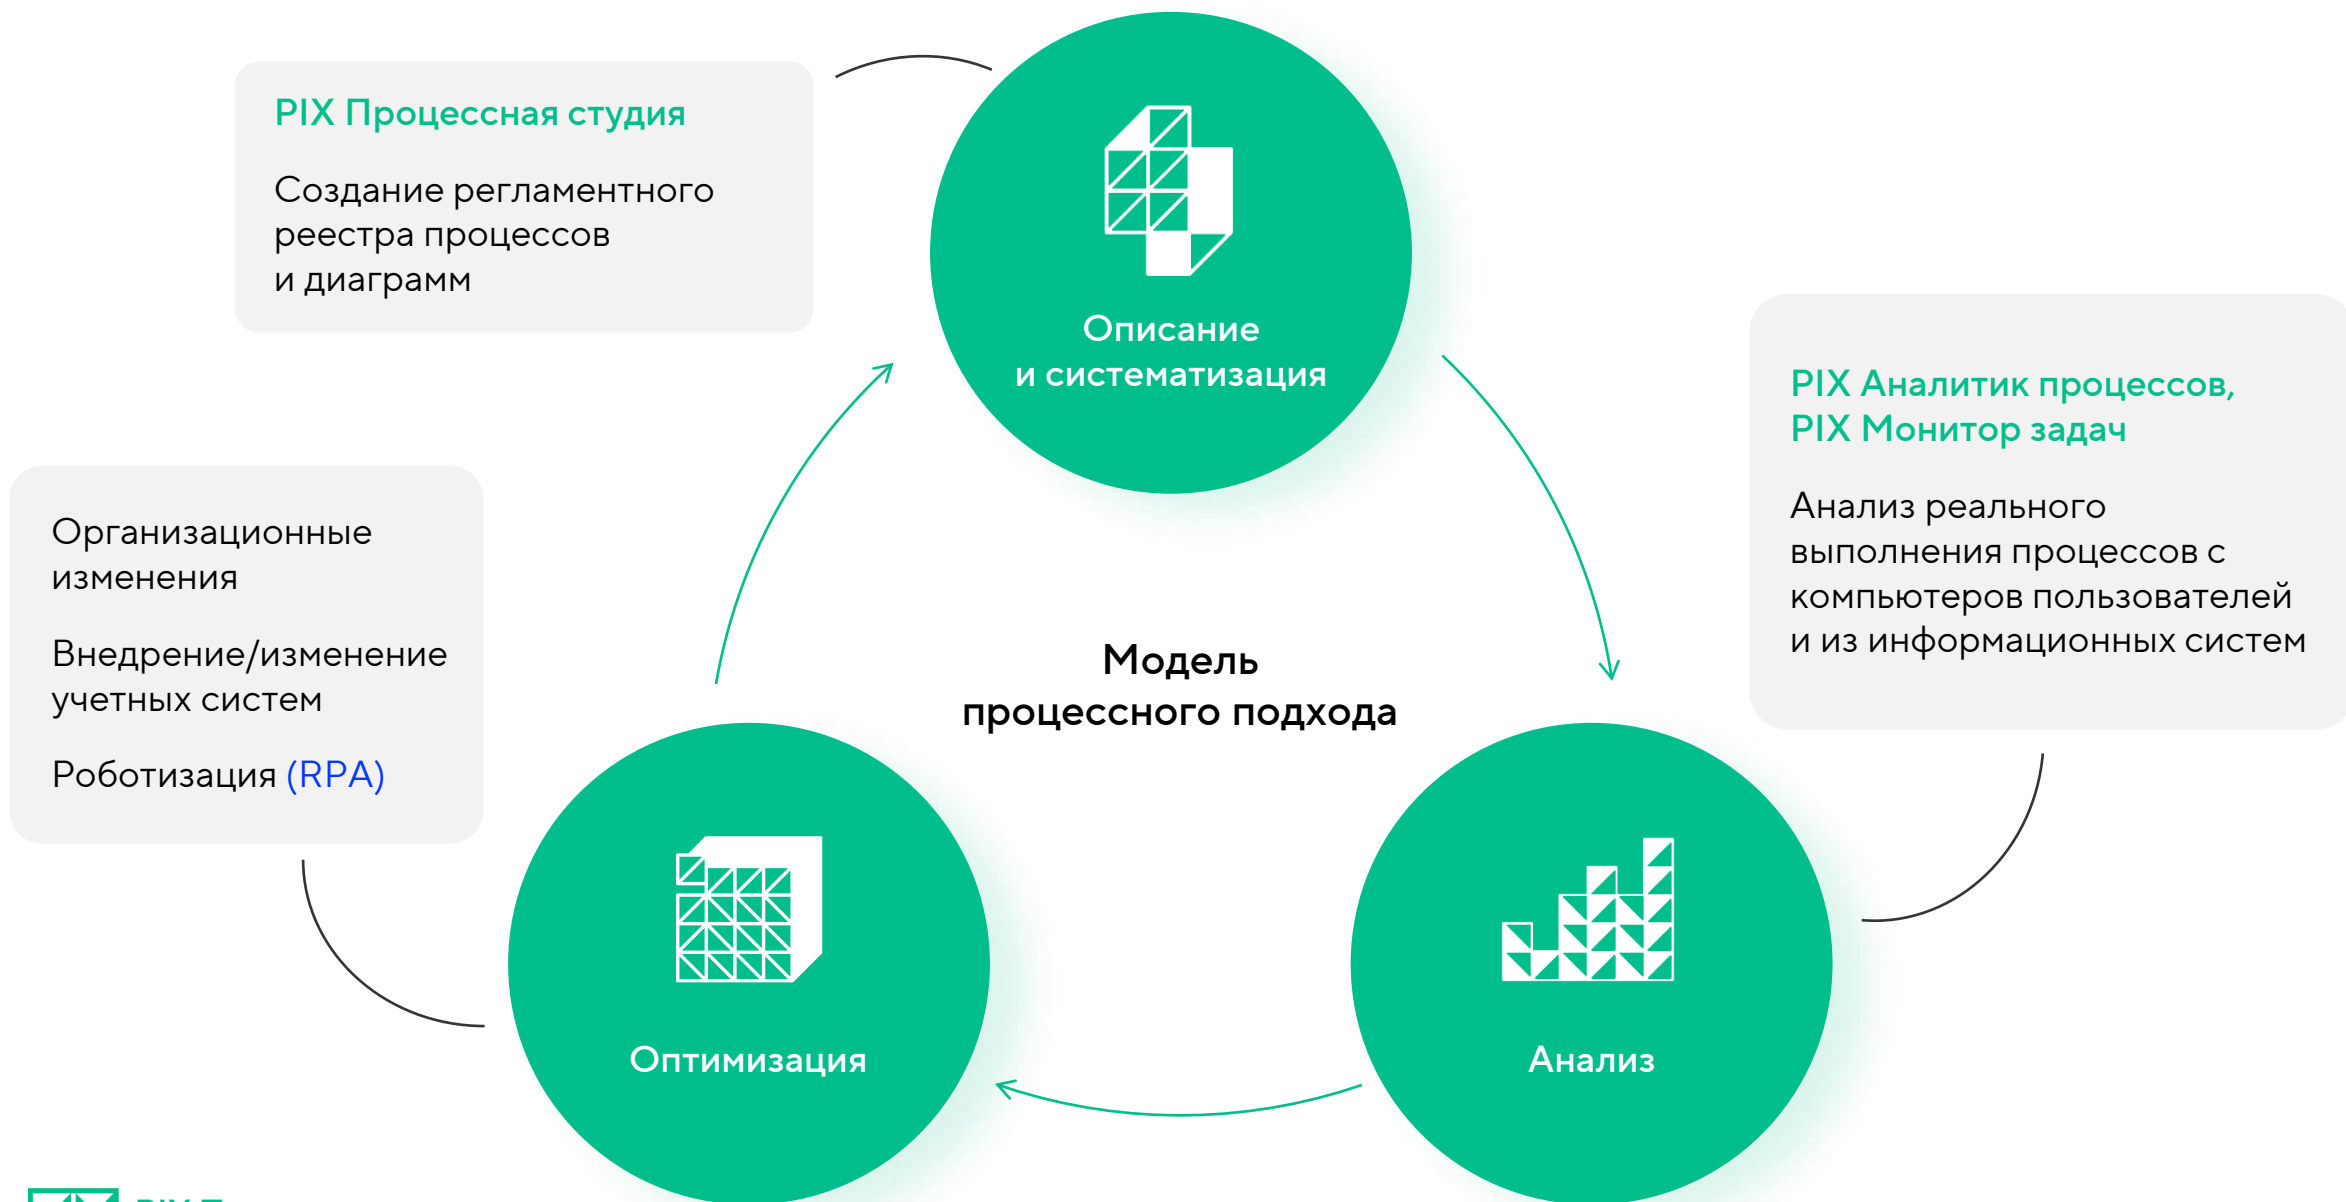 PIX Процессная студия
Создание регламентного
реестра процессов
и диаграмм
Описание
и систематизация
PIX Аналитик процессов,
PIX Монитор задач
Анализ реального
выполнения процессов с
компьютеров пользователей
и из информационных систем
Организационные
изменения
Внедрение/изменение
учетных систем
Роботизация (RPA)
Модель
процессного подхода
Оптимизация
Анализ